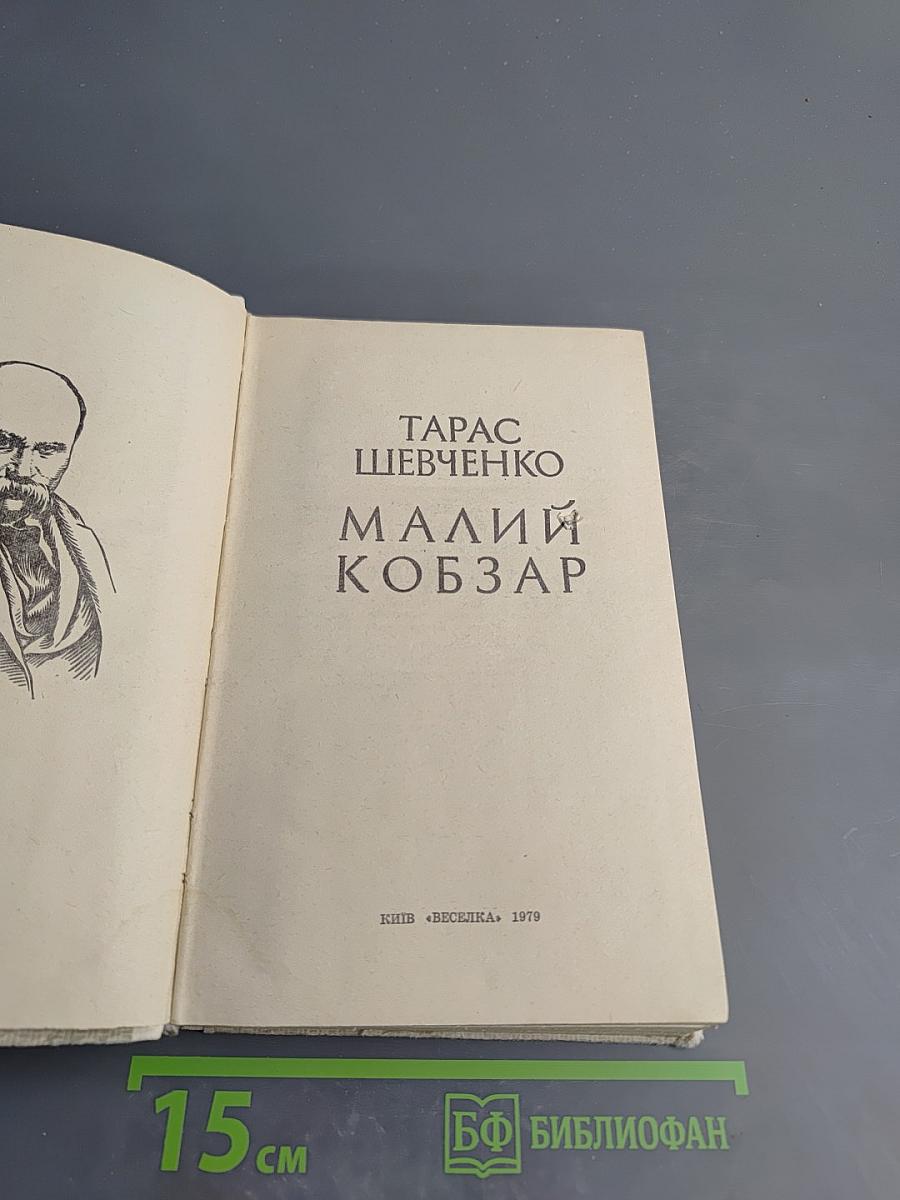 ТАРАС
ШЕВЧЕНКО
МАЛИЙ
КОБЗАР
КИЇВ «ВЕСЕЛКА» 1979
15 см
БФ БИБЛИОФАН